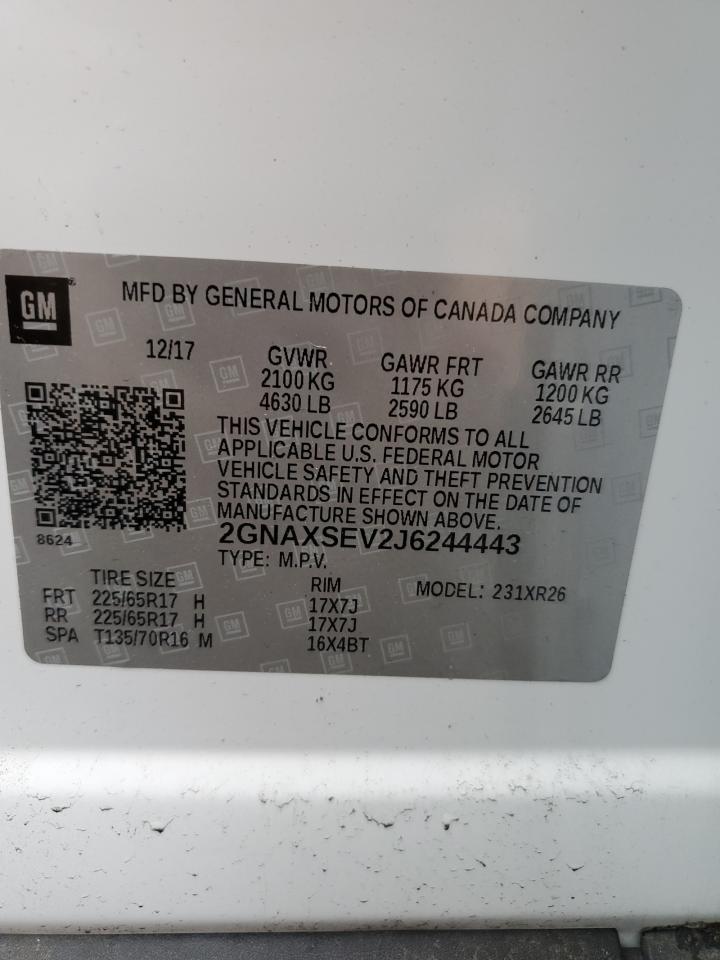 GM
MFD BY GENERAL MOTORS OF CANADA COMPANY
12/17
GVWR
2100 KG
4630 LB
GAWR FRT
1175 KG
2590 LB
GAWR RR
1200 KG
2645 LB
THIS VEHICLE CONFORMS TO ALL
APPLICABLE U.S. FEDERAL MOTOR
VEHICLE SAFETY AND THEFT PREVENTION
STANDARDS IN EFFECT ON THE DATE OF
MANUFACTURE SHOWN ABOVE.
8624
2GNAXSEV2J6244443
TYPE: M.P.V.
MODEL: 231XR26
TIRE SIZE RIM
FRT 225/65R17 H 17X7J
RR 225/65R17 H 17X7J
SPA T135/70R16 M 16X4BT